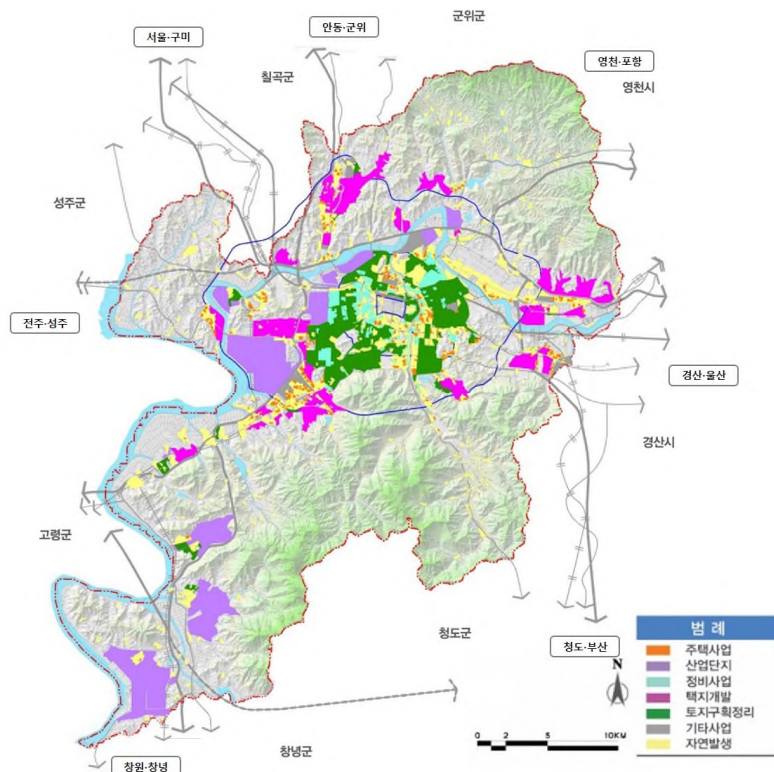 군위군
안동·군위
서울·구미
영천·포항
칠곡군
영천시
성주군
전주·성주
경산·울산
경산시
고령군
청도군
청도·부산
창녕군
창원·창녕
범 례
주택사업
산업단지
정비사업
택지개발
토지구획정리
기타사업
자연발생
N
0 2 5 10KM